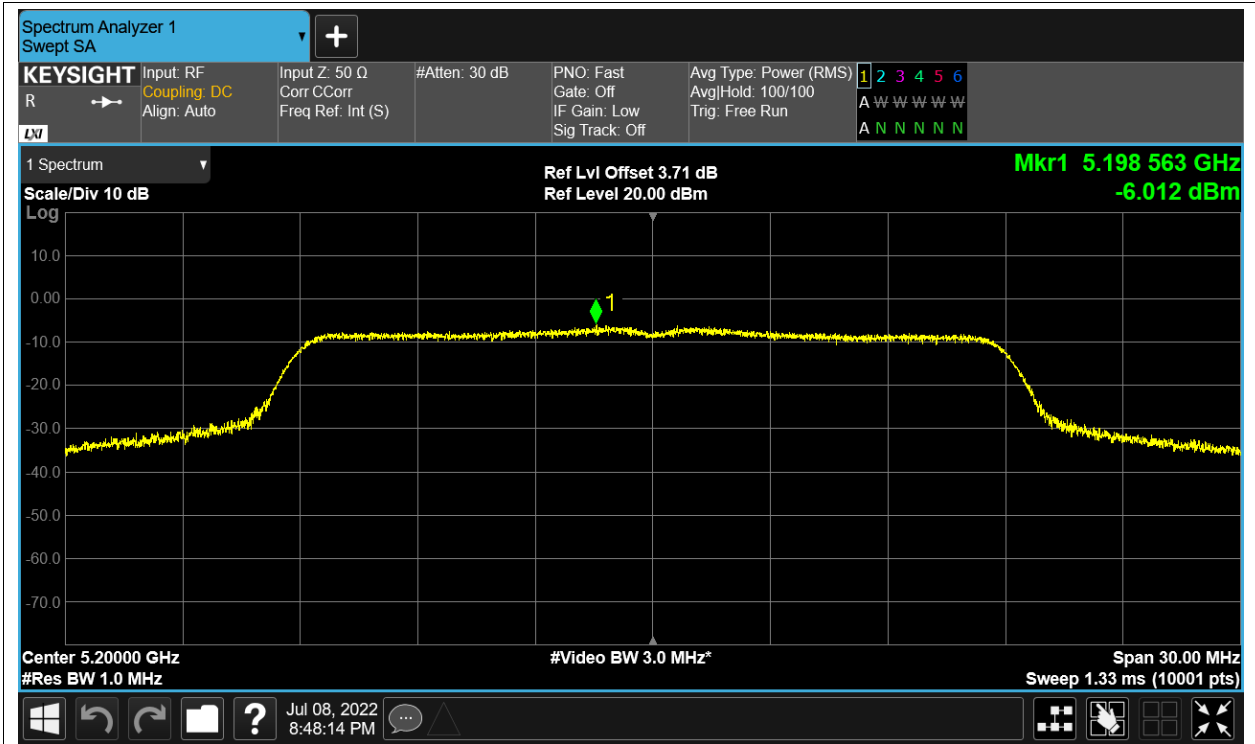 Spectrum Analyzer 1
Swept SA
+
KEYSIGHT
R
LXI
Input: RF
Coupling: DC
Align: Auto
Input Z: 50 Ω
Corr CCorr
Freq Ref: Int (S)
#Atten: 30 dB
PNO: Fast
Gate: Off
IF Gain: Low
Sig Track: Off
Avg Type: Power (RMS)
Avg|Hold: 100/100
Trig: Free Run
1 2 3 4 5 6
A W W W W W
A N N N N N
1 Spectrum
Scale/Div 10 dB
Ref Lvl Offset 3.71 dB
Ref Level 20.00 dBm
Mkr1 5.198 563 GHz
-6.012 dBm
Log
10.0
0.00
-10.0
-20.0
-30.0
-40.0
-50.0
-60.0
-70.0
1
Center 5.20000 GHz
#Video BW 3.0 MHz*
Span 30.00 MHz
#Res BW 1.0 MHz
Sweep 1.33 ms (10001 pts)
?
Jul 08, 2022
8:48:14 PM